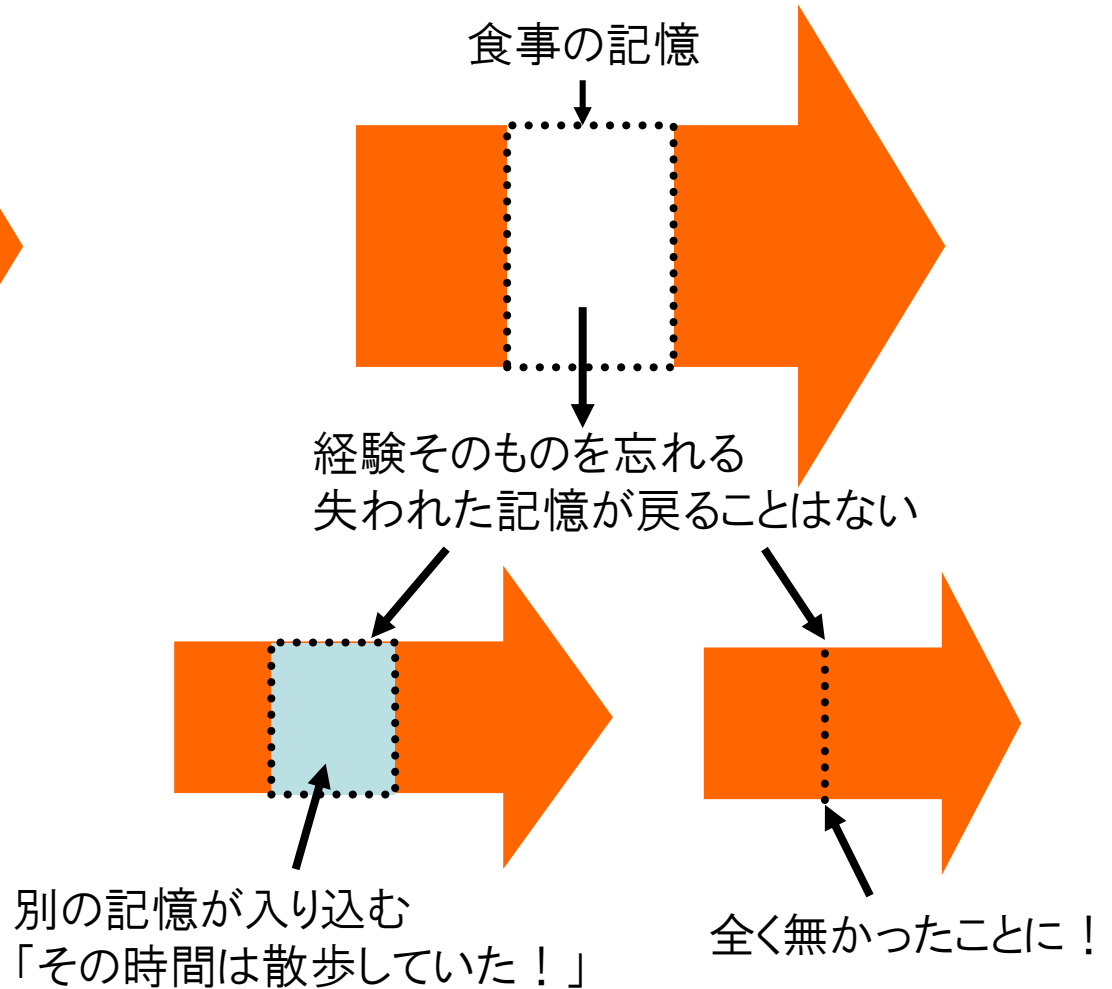 食事の記憶
経験そのものを忘れる
失われた記憶が戻ることはない
別の記憶が入り込む
「その時間は散歩していた！」
全く無かったことに！